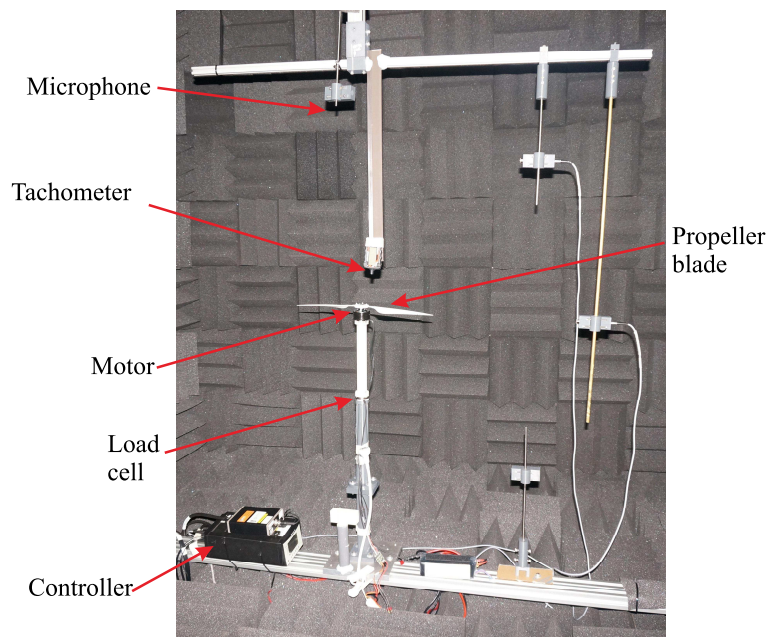 Microphone
Tachometer
Propeller
blade
Motor
Load
cell
Controller